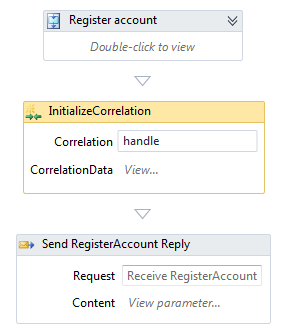 Register account
Double-click to view
InitializeCorrelation
Correlation handle
CorrelationData View...
Send RegisterAccount Reply
Request Receive RegisterAccount
Content View parameter...